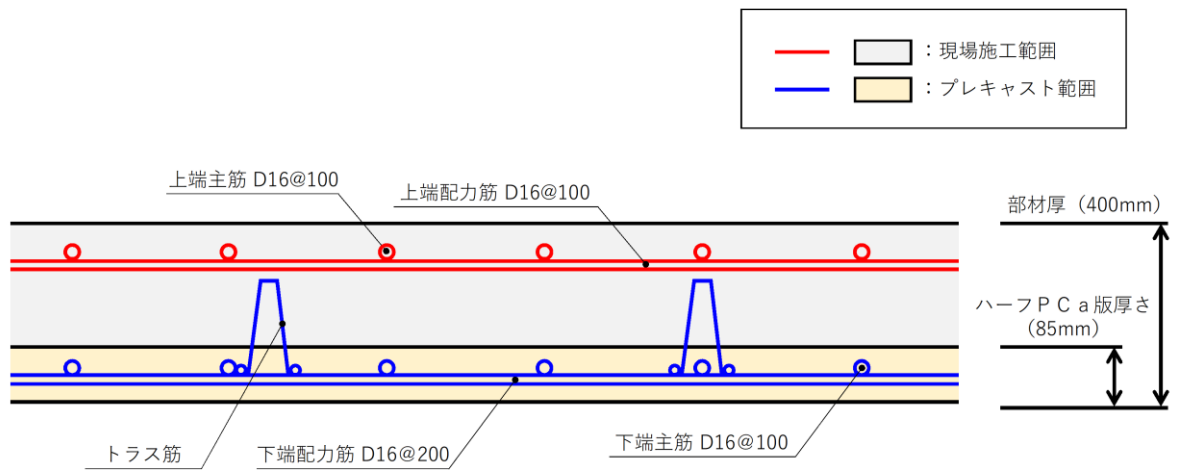 ：現場施工範囲
：プレキャスト範囲
上端主筋 D16@100
上端配力筋 D16@100
部材厚（400mm）
ハーフＰＣａ版厚さ
（85mm）
トラス筋
下端配力筋 D16@200
下端主筋 D16@100